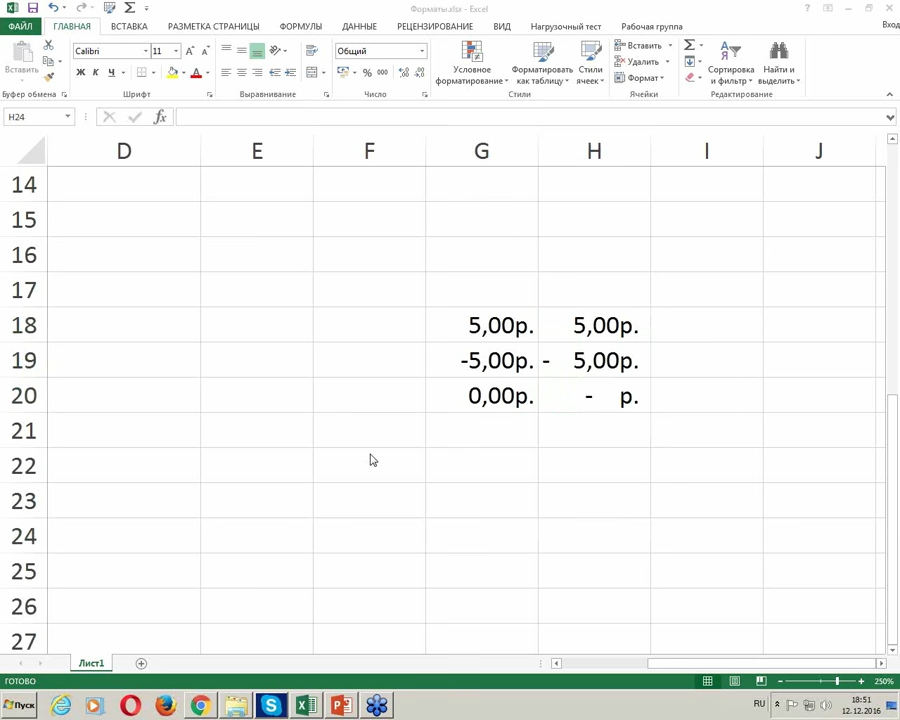 Форматы.xlsx - Excel
ФАЙЛ ГЛАВНАЯ ВСТАВКА РАЗМЕТКА СТРАНИЦЫ ФОРМУЛЫ ДАННЫЕ РЕЦЕНЗИРОВАНИЕ ВИД Нагрузочный тест Рабочая группа Вход
Вставить Calibri 11 Общий Условное форматирование Форматировать как таблицу Стили ячеек Вставить Удалить Формат Сортировка и фильтр Найти и выделить
Ж К Ч А % 000
Буфер обмена Шрифт Выравнивание Число Стили Ячейки Редактирование
H24 fx
D E F G H I J
14
15
16
17
18 5,00р. 5,00р.
19 -5,00р. - 5,00р.
20 0,00р. - р.
21
22
23
24
25
26
27
Лист1
ГОТОВО 250%
Пуск RU 18:51
12.12.2016